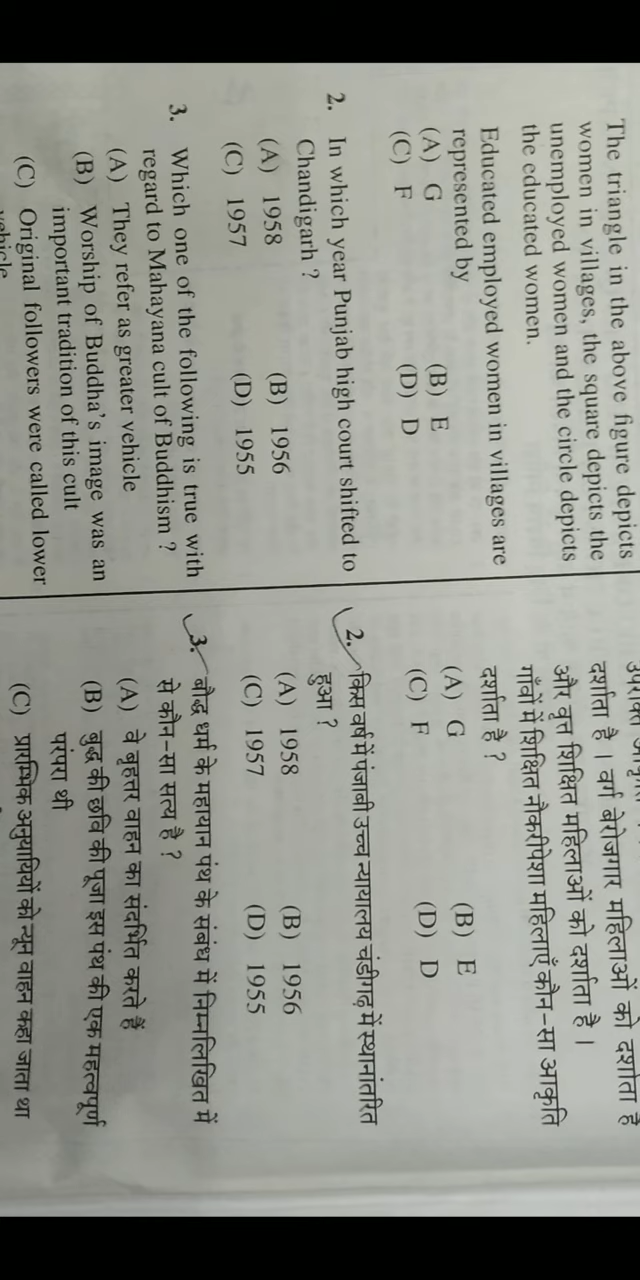 The triangle in the above figure depicts
women in villages, the square depicts the
unemployed women and the circle depicts
the educated women.
Educated employed women in villages are
represented by
(A) G (B) E
(C) F (D) D
2. In which year Punjab high court shifted to
Chandigarh ?
(A) 1958 (B) 1956
(C) 1957 (D) 1955
3. Which one of the following is true with
regard to Mahayana cult of Buddhism ?
(A) They refer as greater vehicle
(B) Worship of Buddha's image was an
important tradition of this cult
(C) Original followers were called lower
vehicle
दर्शाता है । वर्ग बेरोजगार महिलाओं को दर्शाता है
और वृत्त शिक्षित महिलाओं को दर्शाता है ।
गाँवों में शिक्षित नौकरीपेशा महिलाएँ कौन-सा आकृति
दर्शाता है ?
(A) G (B) E
(C) F (D) D
2. किस वर्ष में पंजाबी उच्च न्यायालय चंडीगढ़ में स्थानांतरित
हुआ ?
(A) 1958 (B) 1956
(C) 1957 (D) 1955
3. बौद्ध धर्म के महायान पंथ के संबंध में निम्नलिखित में
से कौन-सा सत्य है ?
(A) वे बृहत्तर वाहन का संदर्भित करते हैं
(B) बुद्ध की छवि की पूजा इस पंथ की एक महत्वपूर्ण
परंपरा थी
(C) प्रारम्भिक अनुयायियों को न्यून वाहन कहा जाता था